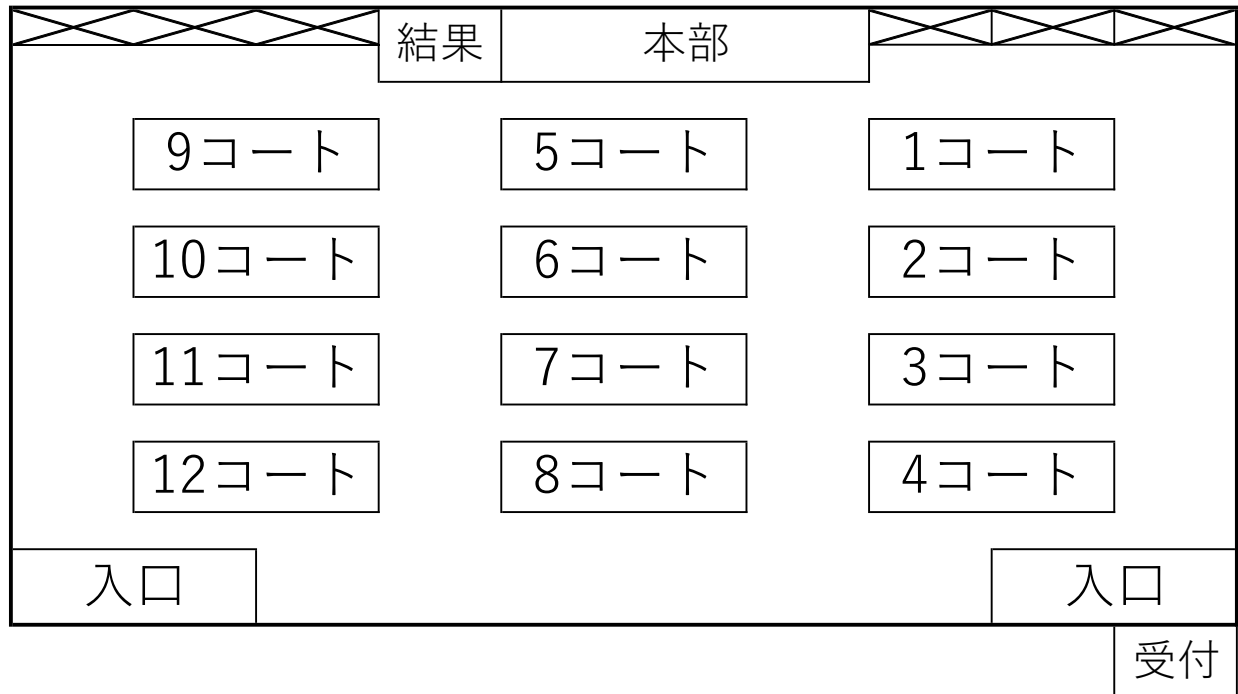 結果 本部
9コート 5コート 1コート
10コート 6コート 2コート
11コート 7コート 3コート
12コート 8コート 4コート
入口 入口
受付